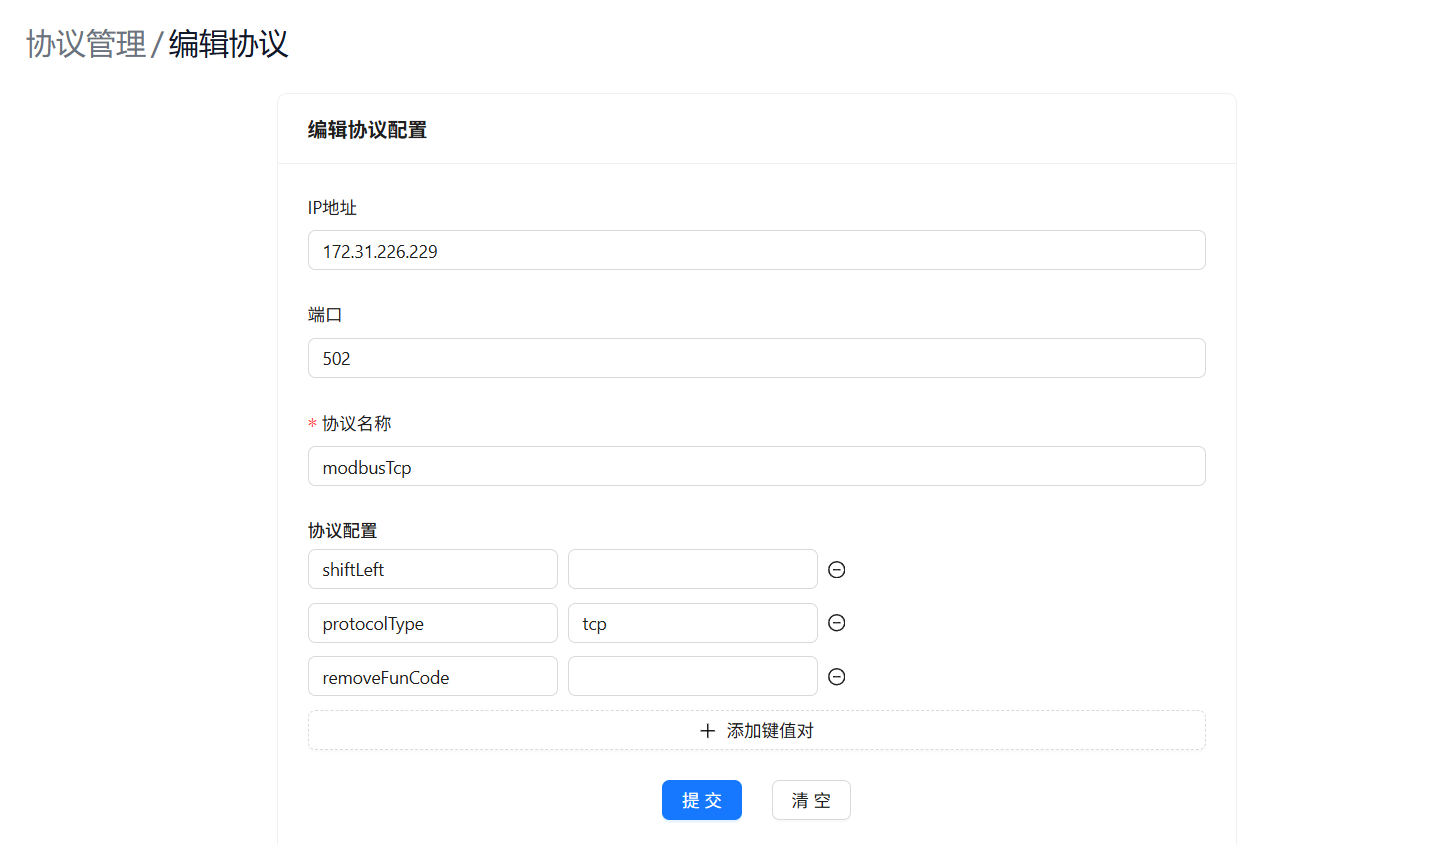 协议管理 / 编辑协议
编辑协议配置
IP地址
172.31.226.229
端口
502
* 协议名称
modbusTcp
协议配置
shiftLeft
protocolType tcp
removeFunCode
+ 添加键值对
提 交 清 空